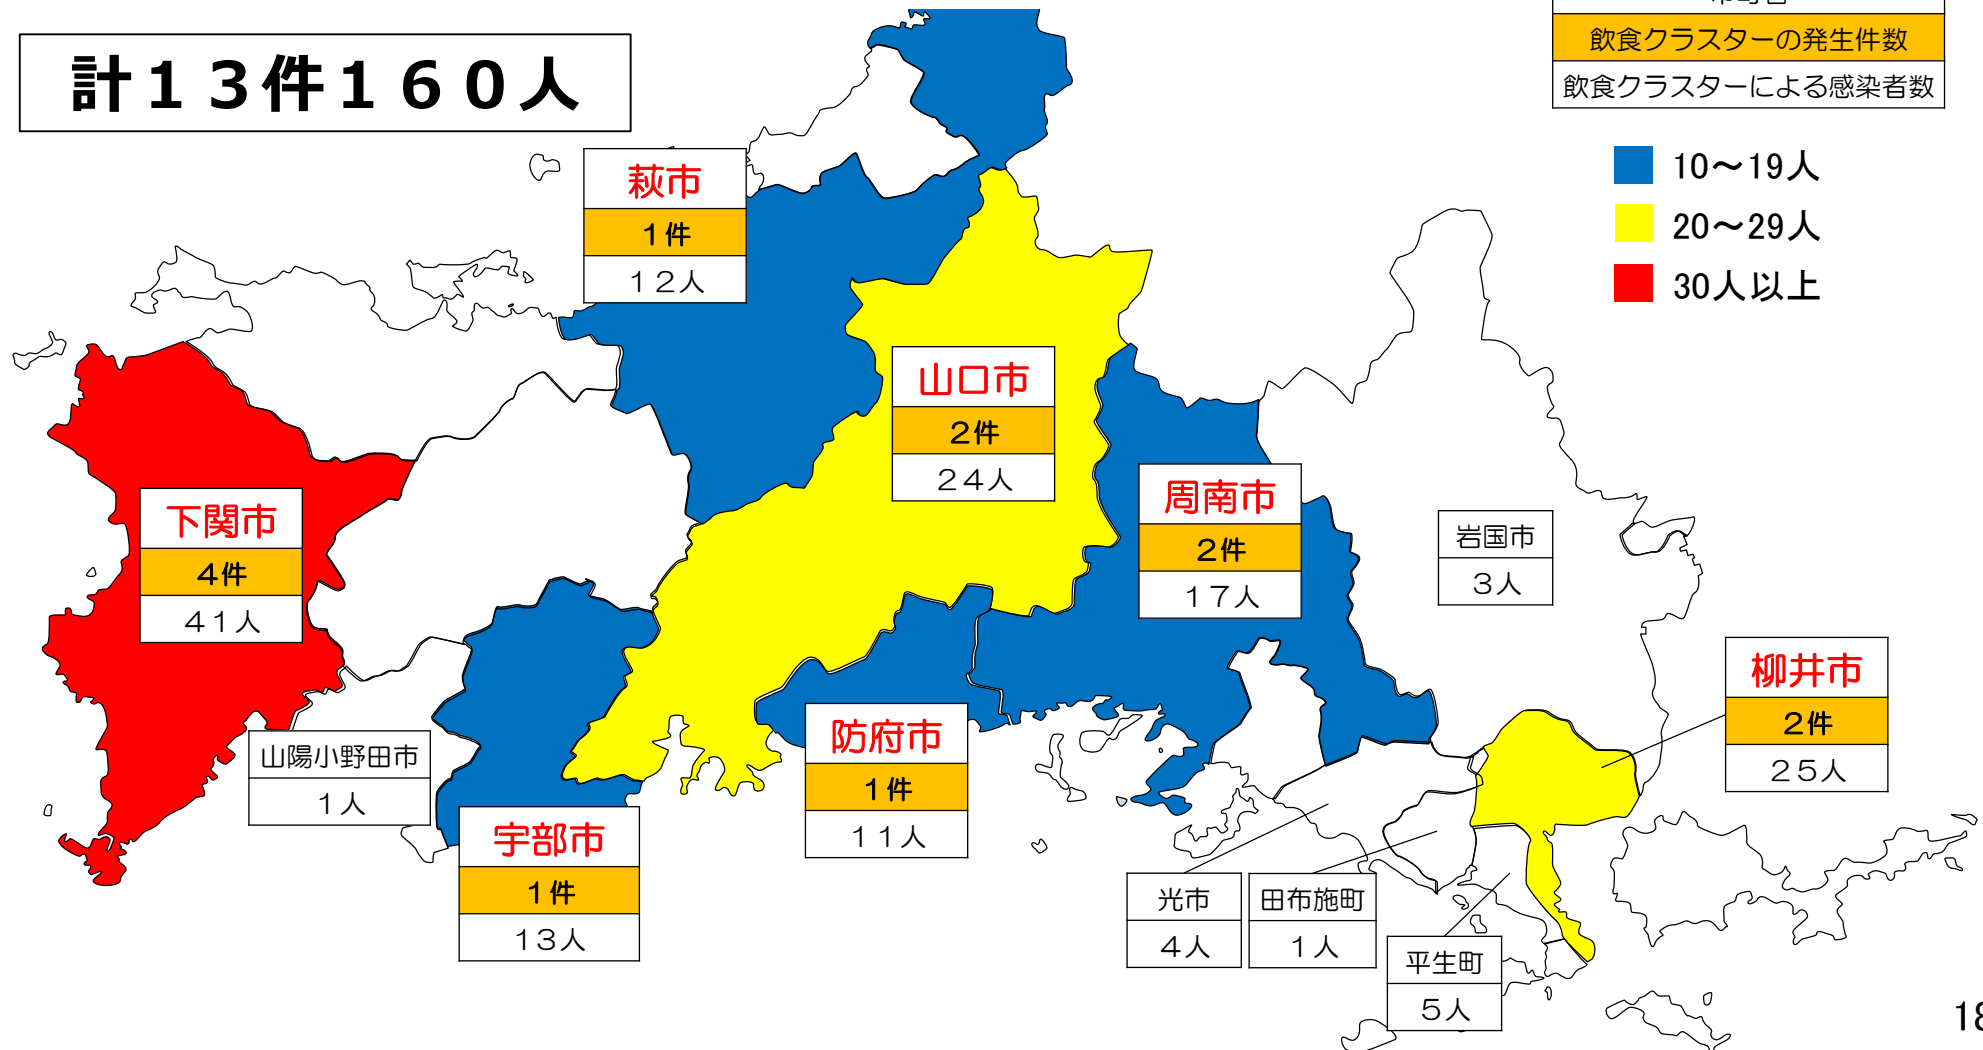 計１３件１６０人
飲食クラスターの発生件数
飲食クラスターによる感染者数
10～19人
20～29人
30人以上
萩市
1件
12人
山口市
2件
24人
下関市
4件
41人
周南市
2件
17人
岩国市
3人
柳井市
2件
25人
山陽小野田市
1人
防府市
1件
11人
宇部市
1件
13人
光市
4人
田布施町
1人
平生町
5人
18